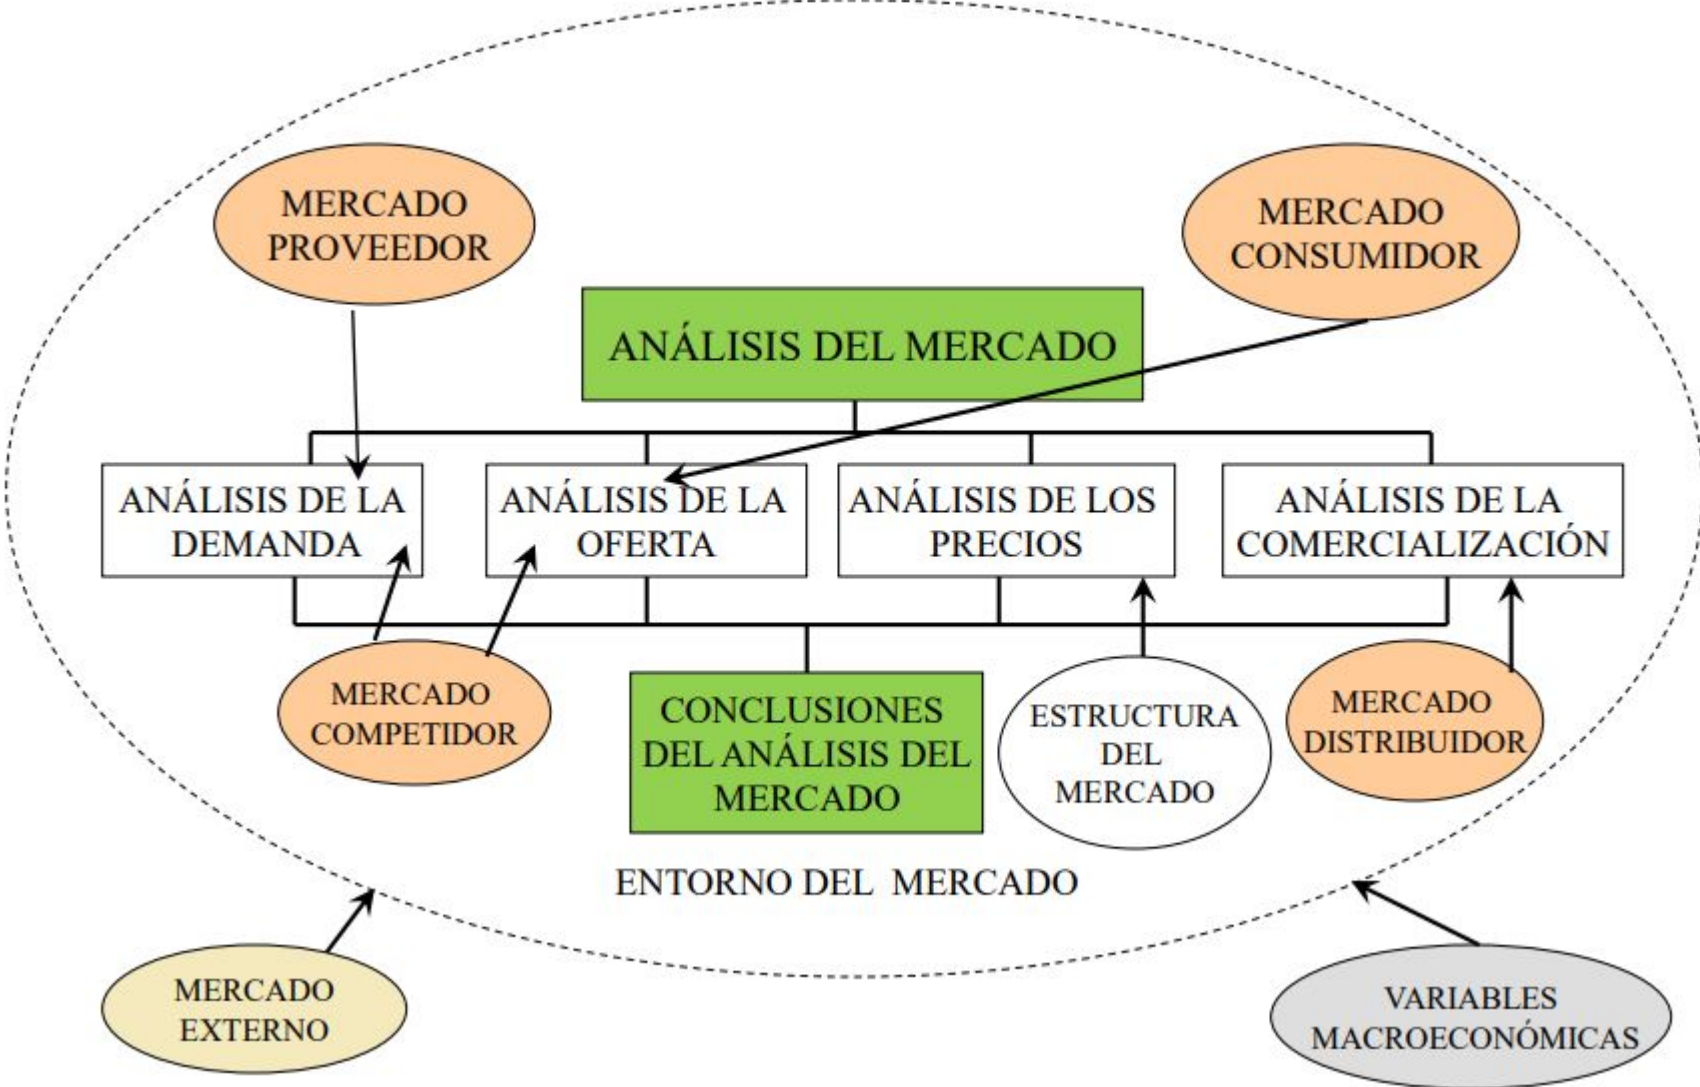 MERCADO
PROVEEDOR
MERCADO
CONSUMIDOR
ANÁLISIS DEL MERCADO
ANÁLISIS DE LA
DEMANDA
ANÁLISIS DE LA
OFERTA
ANÁLISIS DE LOS
PRECIOS
ANÁLISIS DE LA
COMERCIALIZACIÓN
MERCADO
COMPETIDOR
CONCLUSIONES
DEL ANÁLISIS DEL
MERCADO
ESTRUCTURA
DEL
MERCADO
MERCADO
DISTRIBUIDOR
ENTORNO DEL MERCADO
MERCADO
EXTERNO
VARIABLES
MACROECONÓMICAS